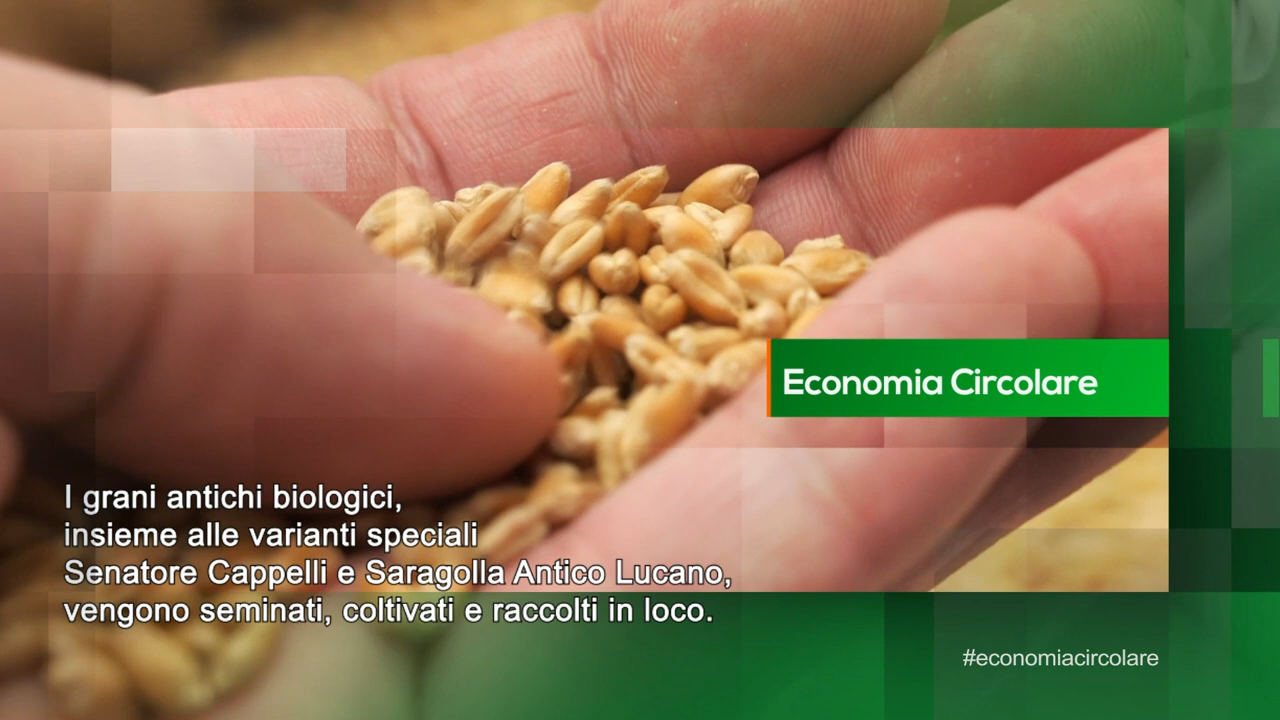 Economia Circolare
I grani antichi biologici,
insieme alle varianti speciali
Senatore Cappelli e Saragolla Antico Lucano,
vengono seminati, coltivati e raccolti in loco.
#economiacircolare